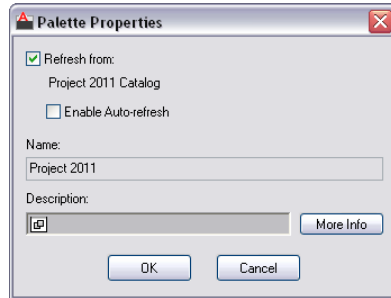 Palette Properties
Refresh from:
Project 2011 Catalog
Enable Auto-refresh
Name:
Project 2011
Description:
More Info
OK
Cancel